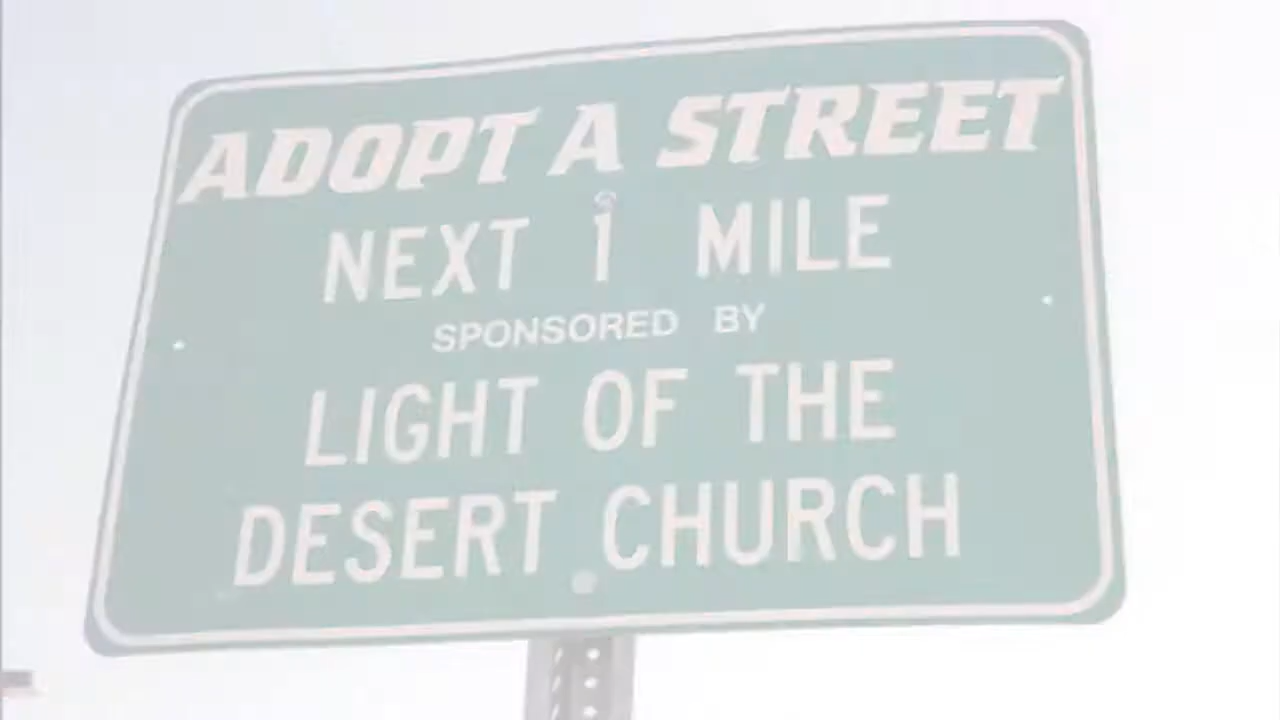 ADOPT A STREET
NEXT 1 MILE
SPONSORED BY
LIGHT OF THE
DESERT CHURCH